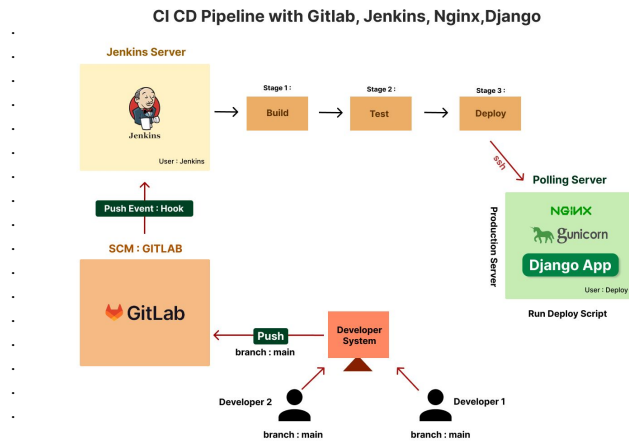 CI CD Pipeline with Gitlab, Jenkins, Nginx,Django
Jenkins Server
Jenkins
User : Jenkins
Stage 1 :
Build
Stage 2 :
Test
Stage 3 :
Deploy
ssh
Polling Server
Production Server
NGINX
gunicorn
Django App
User : Deploy
Run Deploy Script
Push Event : Hook
SCM : GITLAB
GitLab
Push
branch : main
Developer
System
Developer 2
branch : main
Developer 1
branch : main